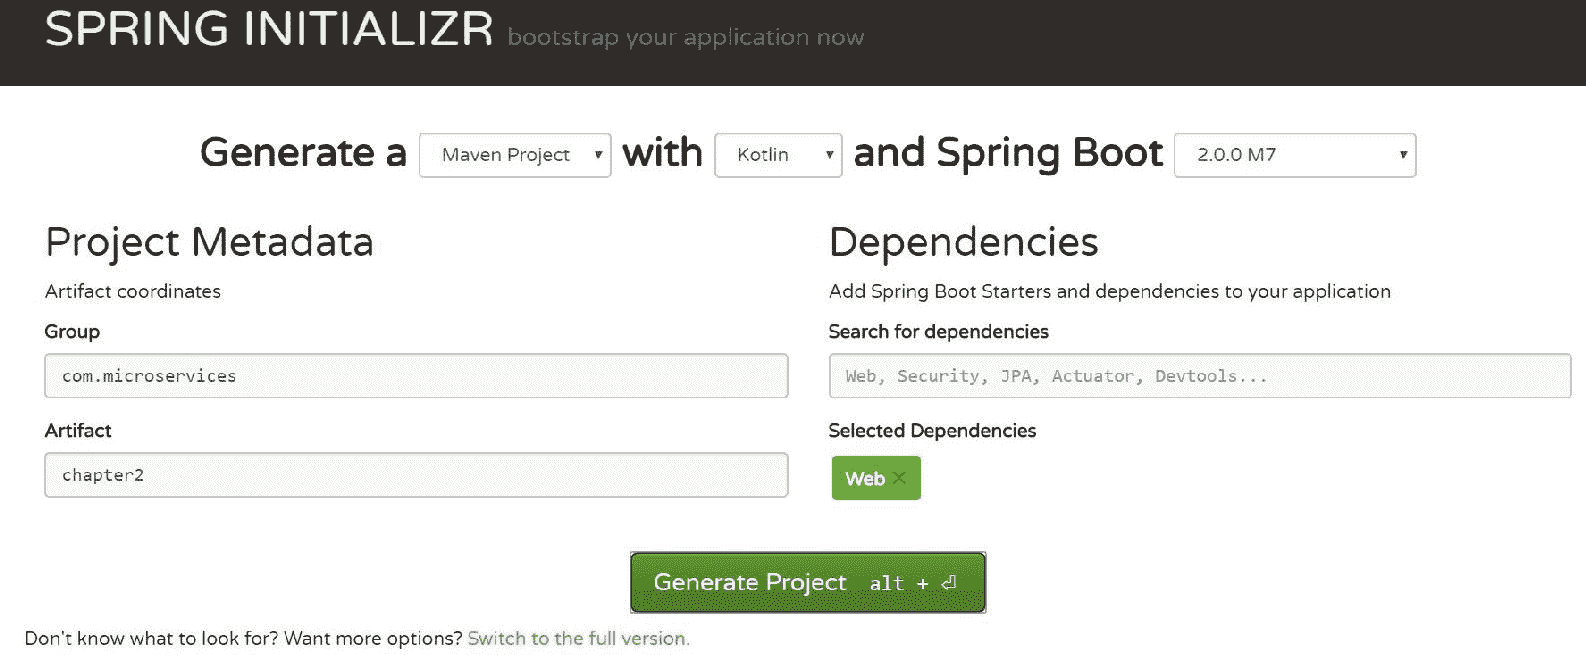 SPRING INITIALIZR bootstrap your application now
Generate a Maven Project with Kotlin and Spring Boot 2.0.0 M7
Project Metadata
Artifact coordinates
Group
com.microservices
Artifact
chapter2
Dependencies
Add Spring Boot Starters and dependencies to your application
Search for dependencies
Web, Security, JPA, Actuator, Devtools...
Selected Dependencies
Web ×
Generate Project alt + ⏎
Don't know what to look for? Want more options? Switch to the full version.